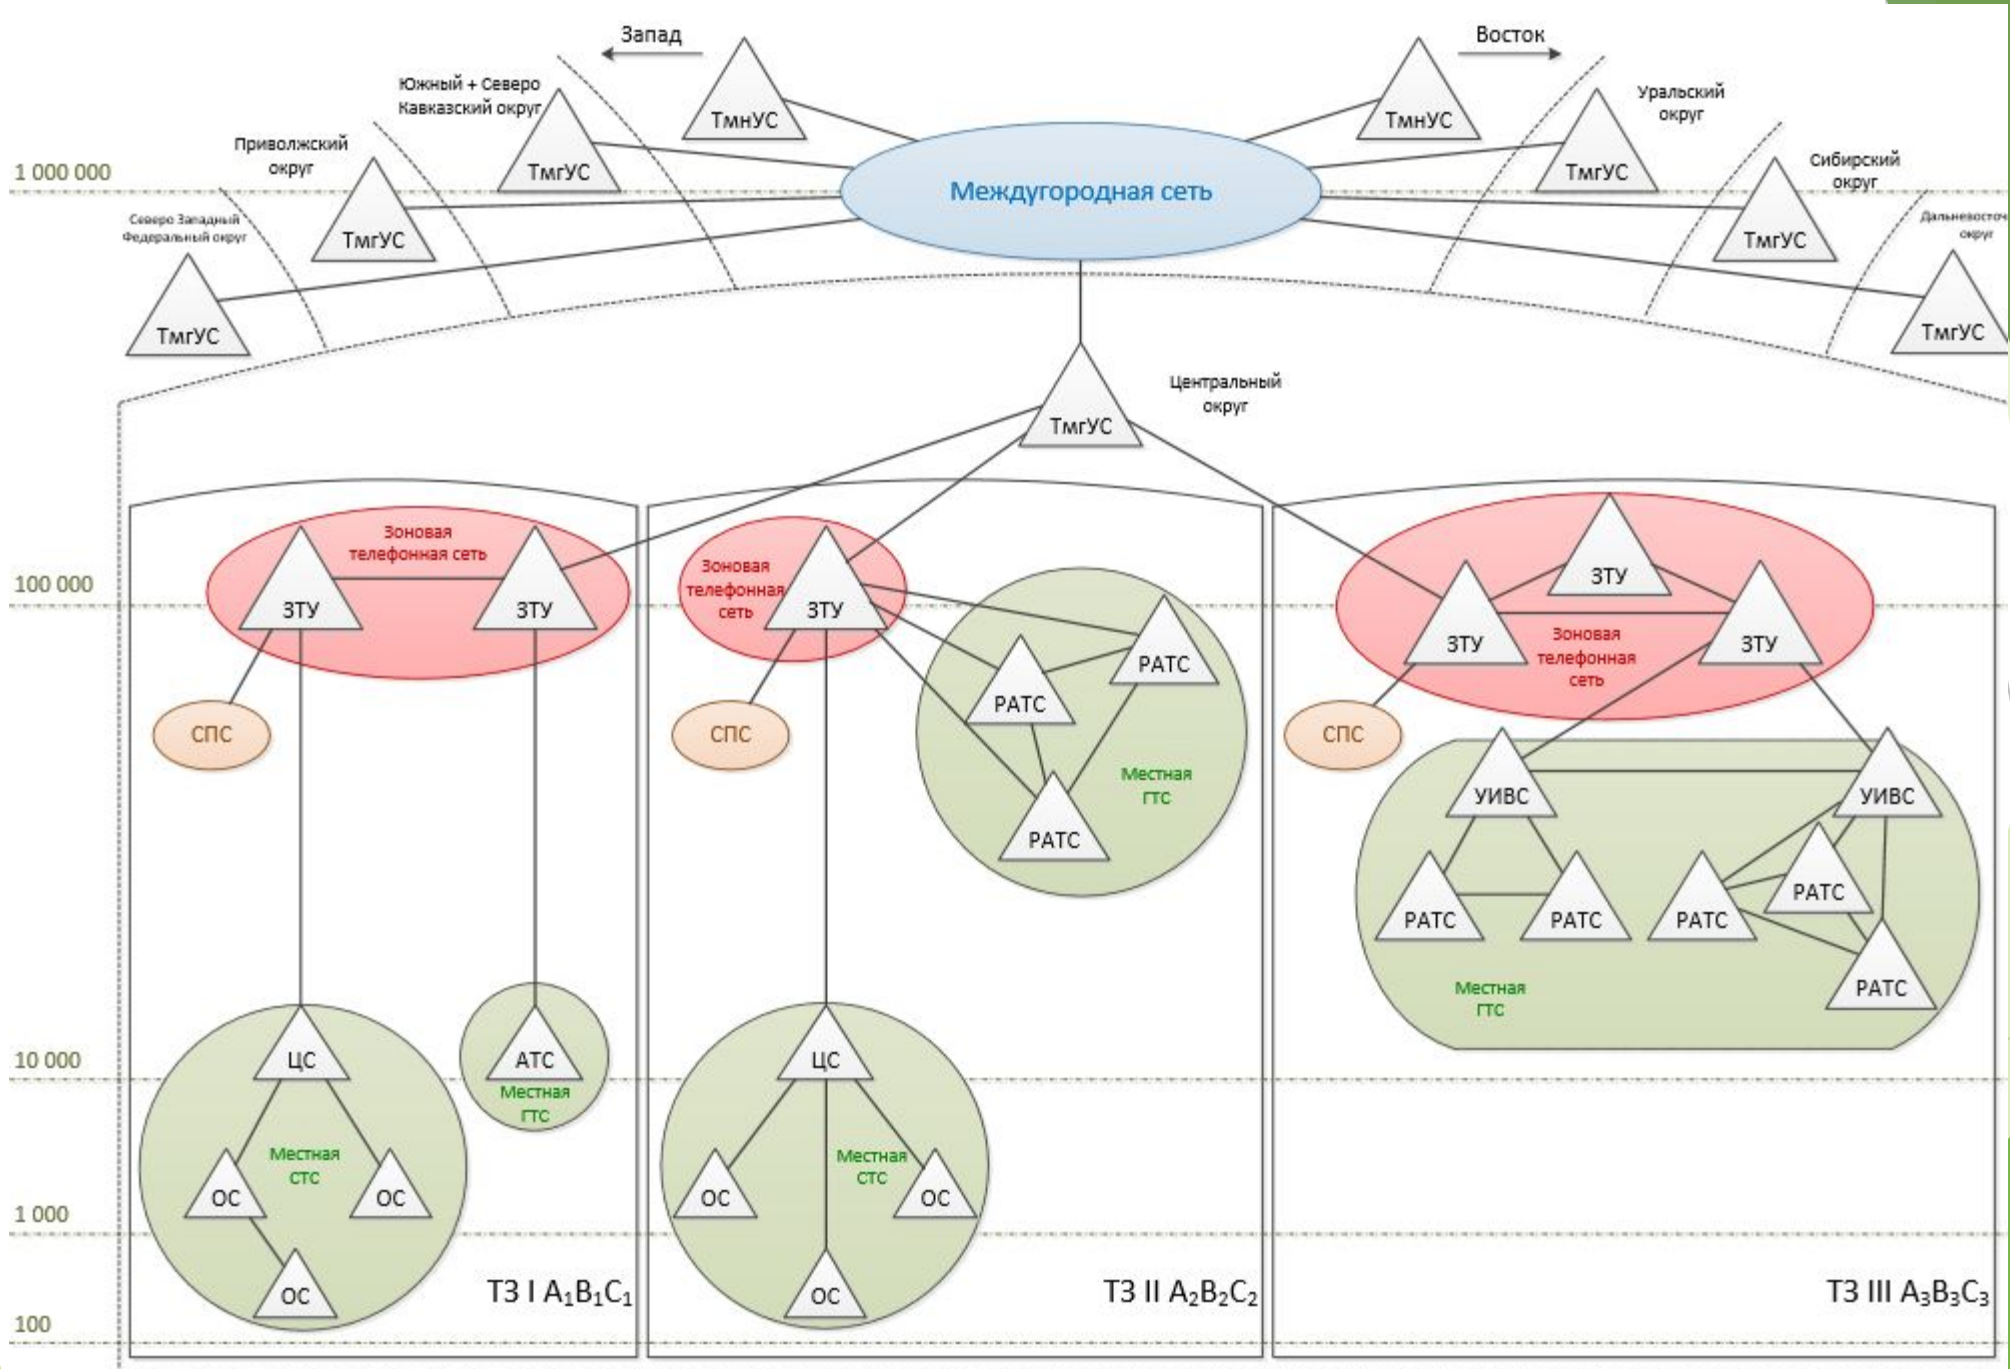 Запад
Восток
Южный + Северо
Кавказский округ
ТмнУС
ТмнУС
Уральский
округ
Приволжский
округ
ТмгУС
ТмгУС
Сибирский
округ
1 000 000
Междугородная сеть
Северо Западный
Федеральный округ
ТмгУС
ТмгУС
округ
ТмгУС
ТмгУС
Центральный
округ
ТмгУС
100 000
Зоновая
телефонная сеть
ЗТУ
ЗТУ
СПС
Зоновая
телефонная
сеть
ЗТУ
СПС
РАТС
РАТС
РАТС
Местная
ГТС
ЗТУ
ЗТУ
ЗТУ
Зоновая
телефонная
сеть
СПС
УИВС
УИВС
РАТС
РАТС
РАТС
РАТС
РАТС
Местная
ГТС
10 000
ЦС
АТС
Местная
ГТС
Местная
СТС
ОС
ОС
ОС
ЦС
Местная
СТС
ОС
ОС
ОС
1 000
ТЗ I A₁B₁C₁
ТЗ II A₂B₂C₂
ТЗ III A₃B₃C₃
100